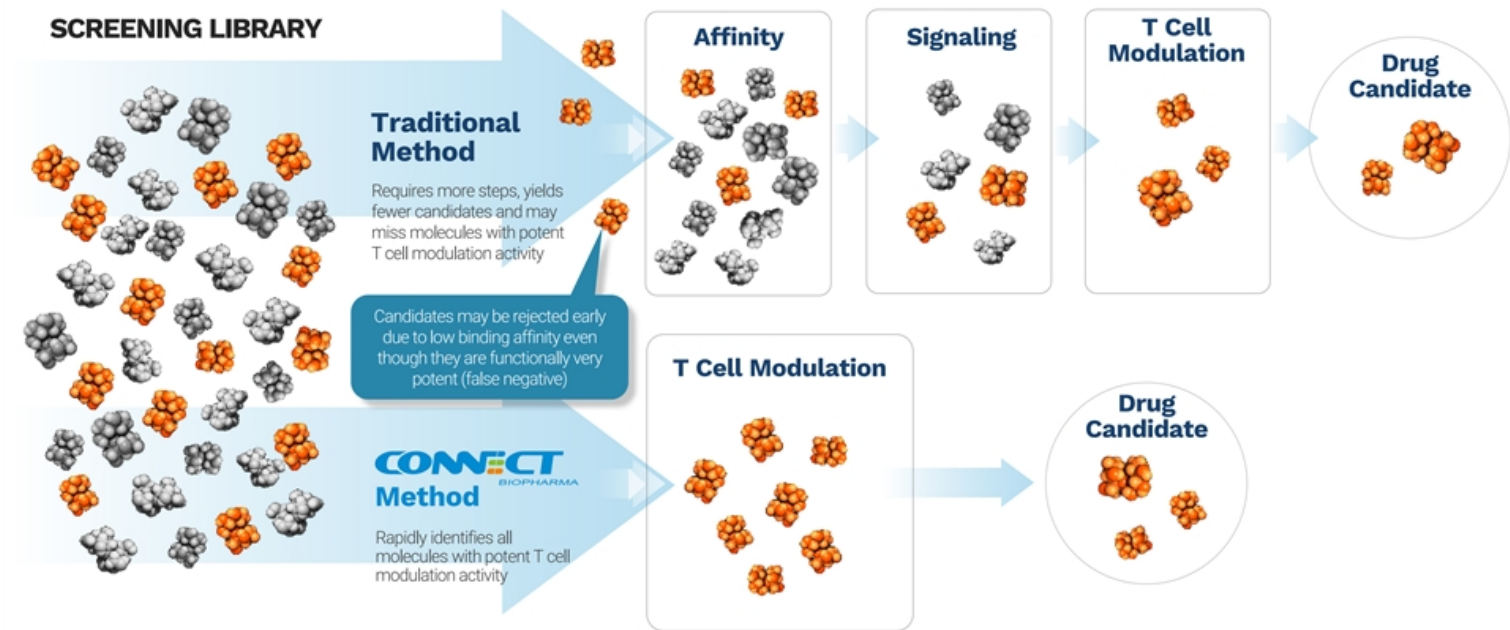 SCREENING LIBRARY
Traditional
Method
Requires more steps, yields
fewer candidates and may
miss molecules with potent
T cell modulation activity
Candidates may be rejected early
due to low binding affinity even
though they are functionally very
potent (false negative)
Affinity
Signaling
T Cell
Modulation
Drug
Candidate
CONNECT
BIOPHARMA
Method
Rapidly identifies all
molecules with potent T cell
modulation activity
T Cell Modulation
Drug
Candidate